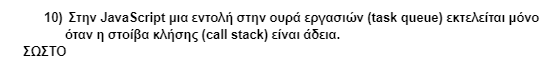 10) Στην JavaScript μια εντολή στην ουρά εργασιών (task queue) εκτελείται μόνο
όταν η στοίβα κλήσης (call stack) είναι άδεια.
ΣΩΣΤΟ